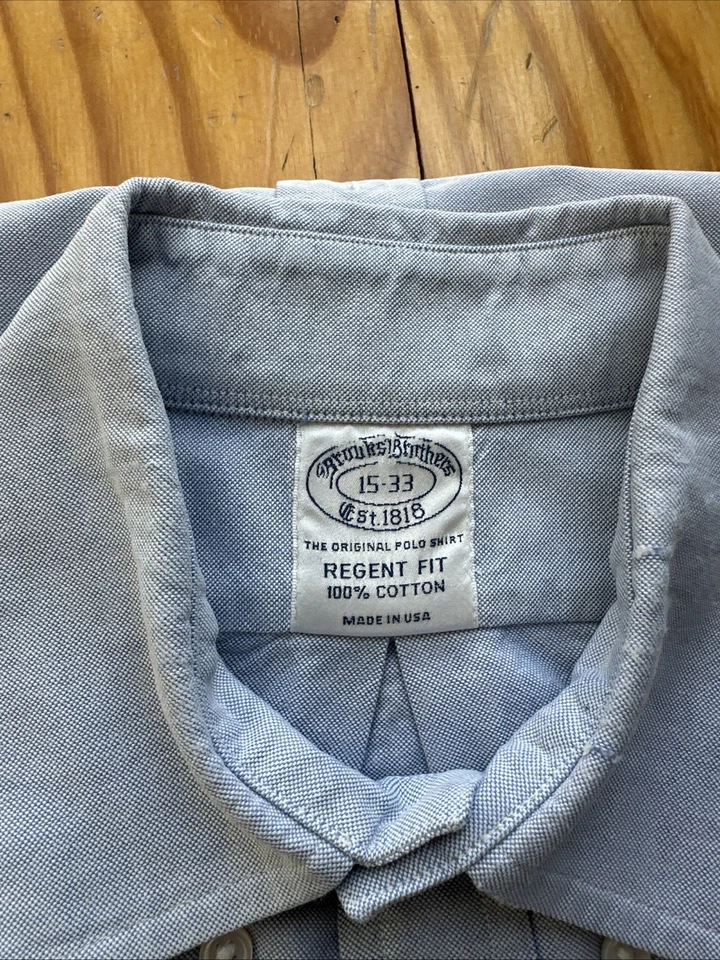 Brooks Brothers
15-33
Est. 1818
THE ORIGINAL POLO SHIRT
REGENT FIT
100% COTTON
MADE IN USA